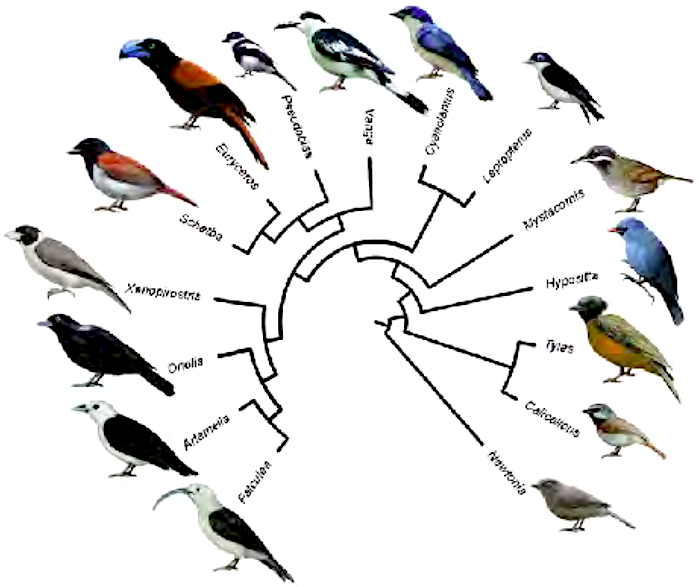 Falculea
Artamella
Oriolia
Xenopirostris
Schetba
Euryceros
Pseudobias
Vanga
Cyanolanius
Leptopterus
Mystacornis
Hypositta
Tylas
Calicalicus
Newtonia